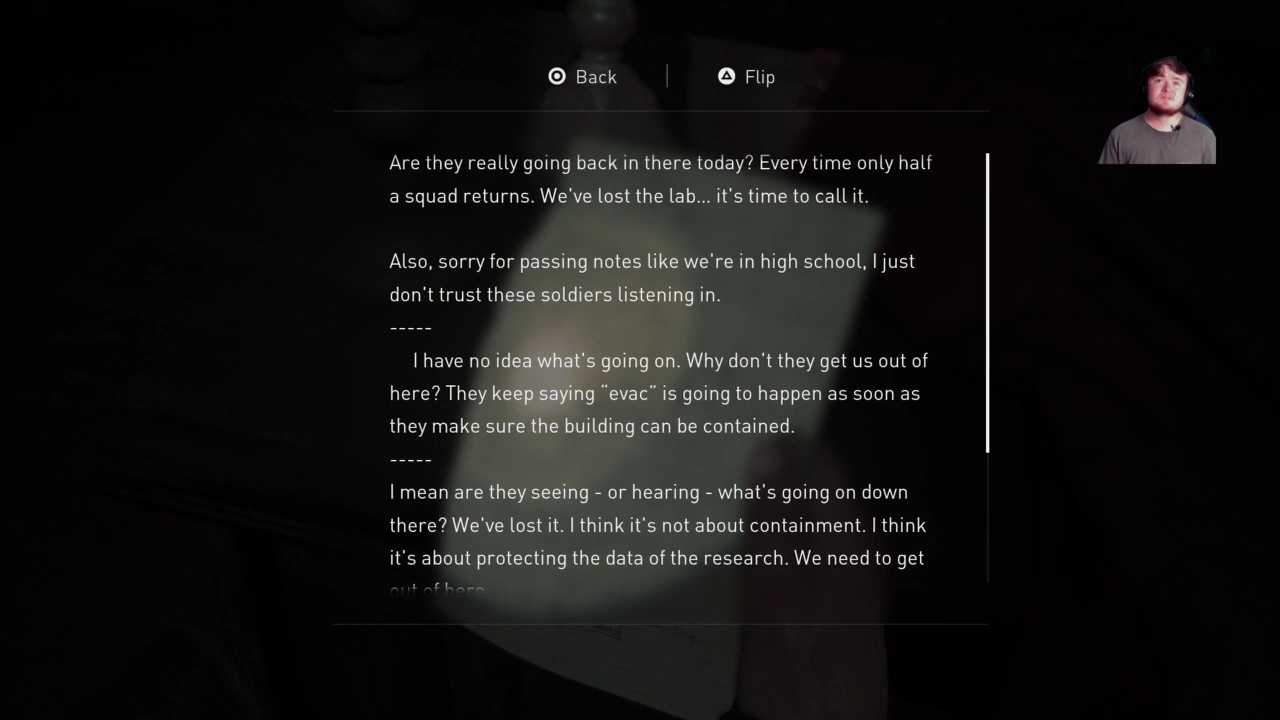 Back | Flip
Are they really going back in there today? Every time only half
a squad returns. We've lost the lab... it's time to call it.
Also, sorry for passing notes like we're in high school, I just
don't trust these soldiers listening in.
-----
I have no idea what's going on. Why don't they get us out of
here? They keep saying “evac” is going to happen as soon as
they make sure the building can be contained.
-----
I mean are they seeing - or hearing - what's going on down
there? We've lost it. I think it's not about containment. I think
it's about protecting the data of the research. We need to get
out of here